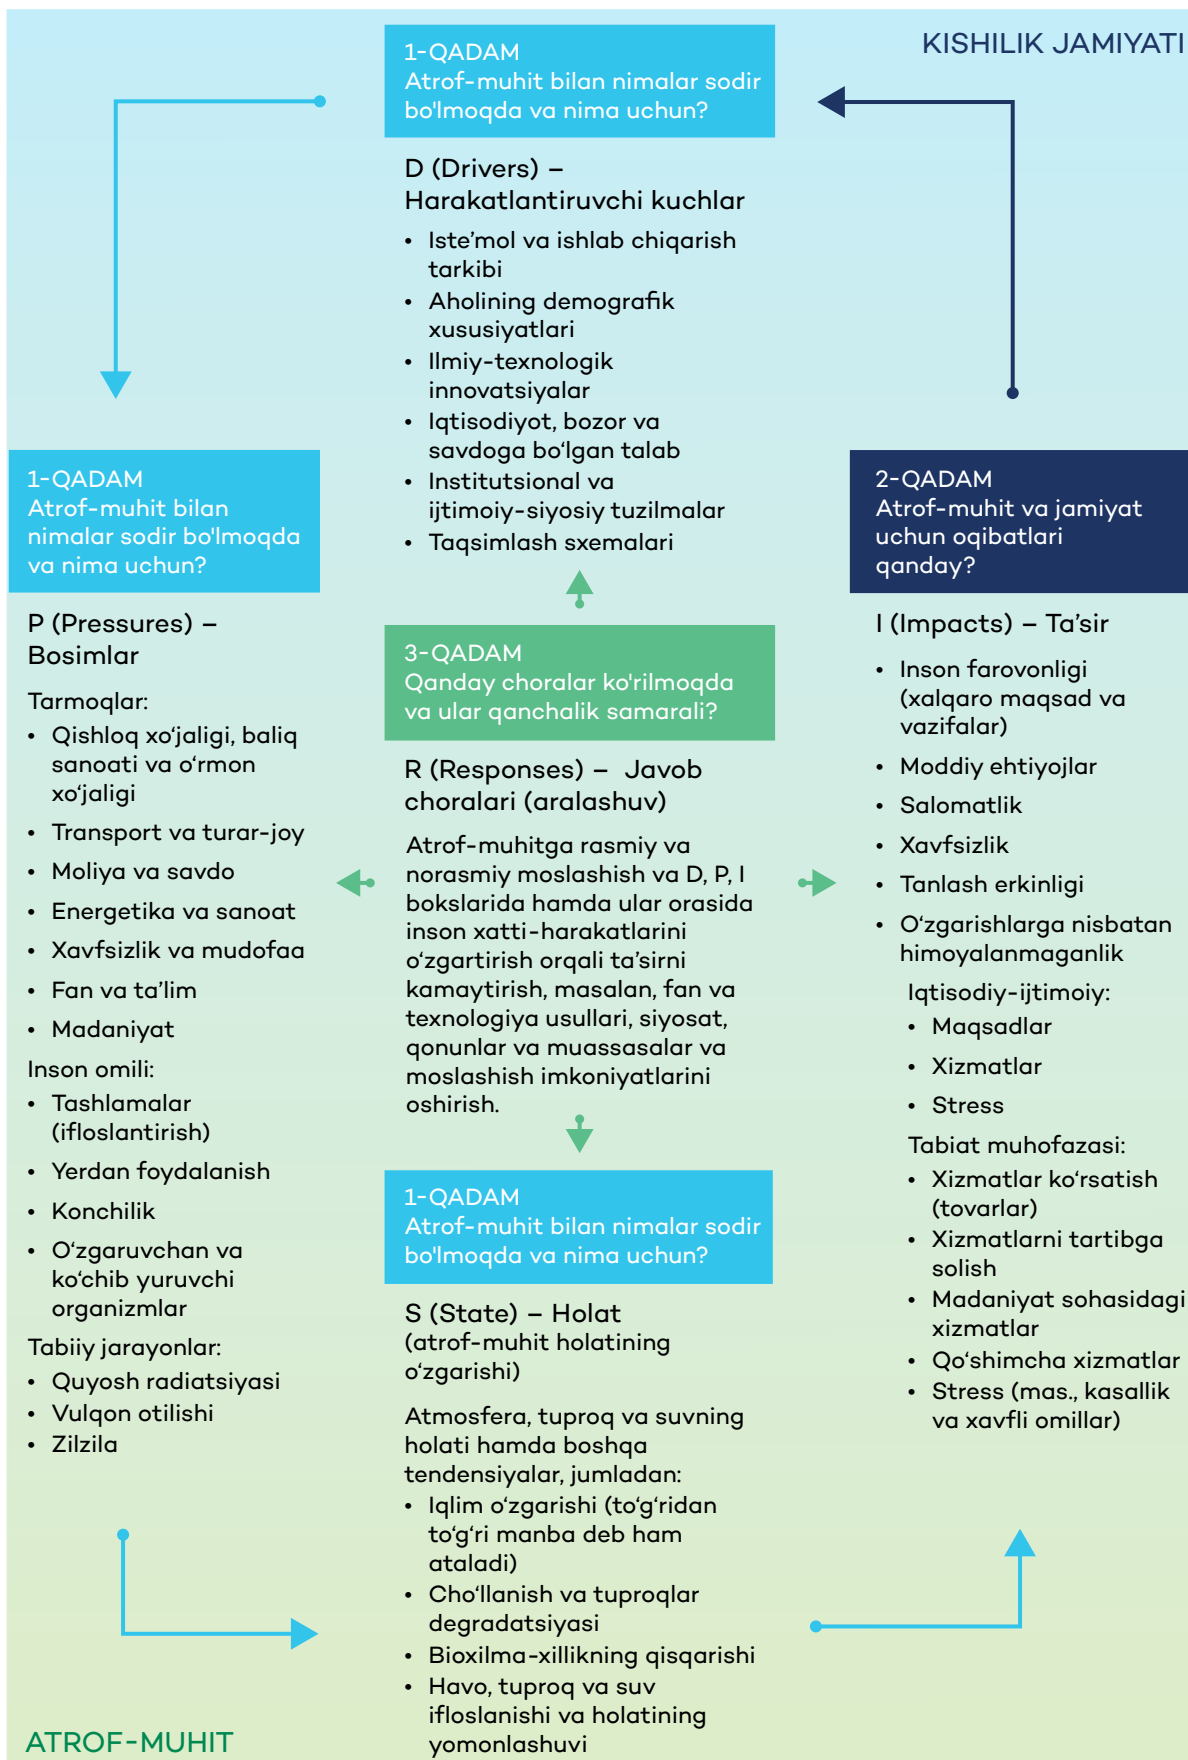 KISHILIK JAMIYATI
1-QADAM
Atrof-muhit bilan nimalar sodir
bo'lmoqda va nima uchun?
D (Drivers) –
Harakatlantiruvchi kuchlar
• Iste’mol va ishlab chiqarish
tarkibi
• Aholining demografik
xususiyatlari
• Ilmiy-texnologik
innovatsiyalar
• Iqtisodiyot, bozor va
savdoga bo‘lgan talab
• Institutsional va
ijtimoiy-siyosiy tuzilmalar
• Taqsimlash sxemalari
1-QADAM
Atrof-muhit bilan
nimalar sodir bo'lmoqda
va nima uchun?
P (Pressures) –
Bosimlar
Tarmoqlar:
• Qishloq xo‘jaligi, baliq
sanoati va o‘rmon
xo‘jaligi
• Transport va turar-joy
• Moliya va savdo
• Energetika va sanoat
• Xavfsizlik va mudofaa
• Fan va ta’lim
• Madaniyat
Inson omili:
• Tashlamalar
(ifloslantirish)
• Yerdan foydalanish
• Konchilik
• O‘zgaruvchan va
ko‘chib yuruvchi
organizmlar
Tabiiy jarayonlar:
• Quyosh radiatsiyasi
• Vulqon otilishi
• Zilzila
3-QADAM
Qanday choralar ko'rilmoqda
va ular qanchalik samarali?
R (Responses) – Javob
choralari (aralashuv)
Atrof-muhitga rasmiy va
norasmiy moslashish va D, P, I
bokslarida hamda ular orasida
inson xatti-harakatlarini
o‘zgartirish orqali ta’sirni
kamaytirish, masalan, fan va
texnologiya usullari, siyosat,
qonunlar va muassasalar va
moslashish imkoniyatlarini
oshirish.
1-QADAM
Atrof-muhit bilan nimalar sodir
bo'lmoqda va nima uchun?
S (State) – Holat
(atrof-muhit holatining
o‘zgarishi)
Atmosfera, tuproq va suvning
holati hamda boshqa
tendensiyalar, jumladan:
• Iqlim o‘zgarishi (to‘g‘ridan
to‘g‘ri manba deb ham
ataladi)
• Cho‘llanish va tuproqlar
degradatsiyasi
• Bioxilma-xillikning qisqarishi
• Havo, tuproq va suv
ifloslanishi va holatining
yomonlashuvi
2-QADAM
Atrof-muhit va jamiyat
uchun oqibatlari
qanday?
I (Impacts) – Ta’sir
• Inson farovonligi
(xalqaro maqsad va
vazifalar)
• Moddiy ehtiyojlar
• Salomatlik
• Xavfsizlik
• Tanlash erkinligi
• O‘zgarishlarga nisbatan
himoyalanmaganlik
Iqtisodiy-ijtimoiy:
• Maqsadlar
• Xizmatlar
• Stress
Tabiat muhofazasi:
• Xizmatlar ko‘rsatish
(tovarlar)
• Xizmatlarni tartibga
solish
• Madaniyat sohasidagi
xizmatlar
• Qo‘shimcha xizmatlar
• Stress (mas., kasallik
va xavfli omillar)
ATROF-MUHIT